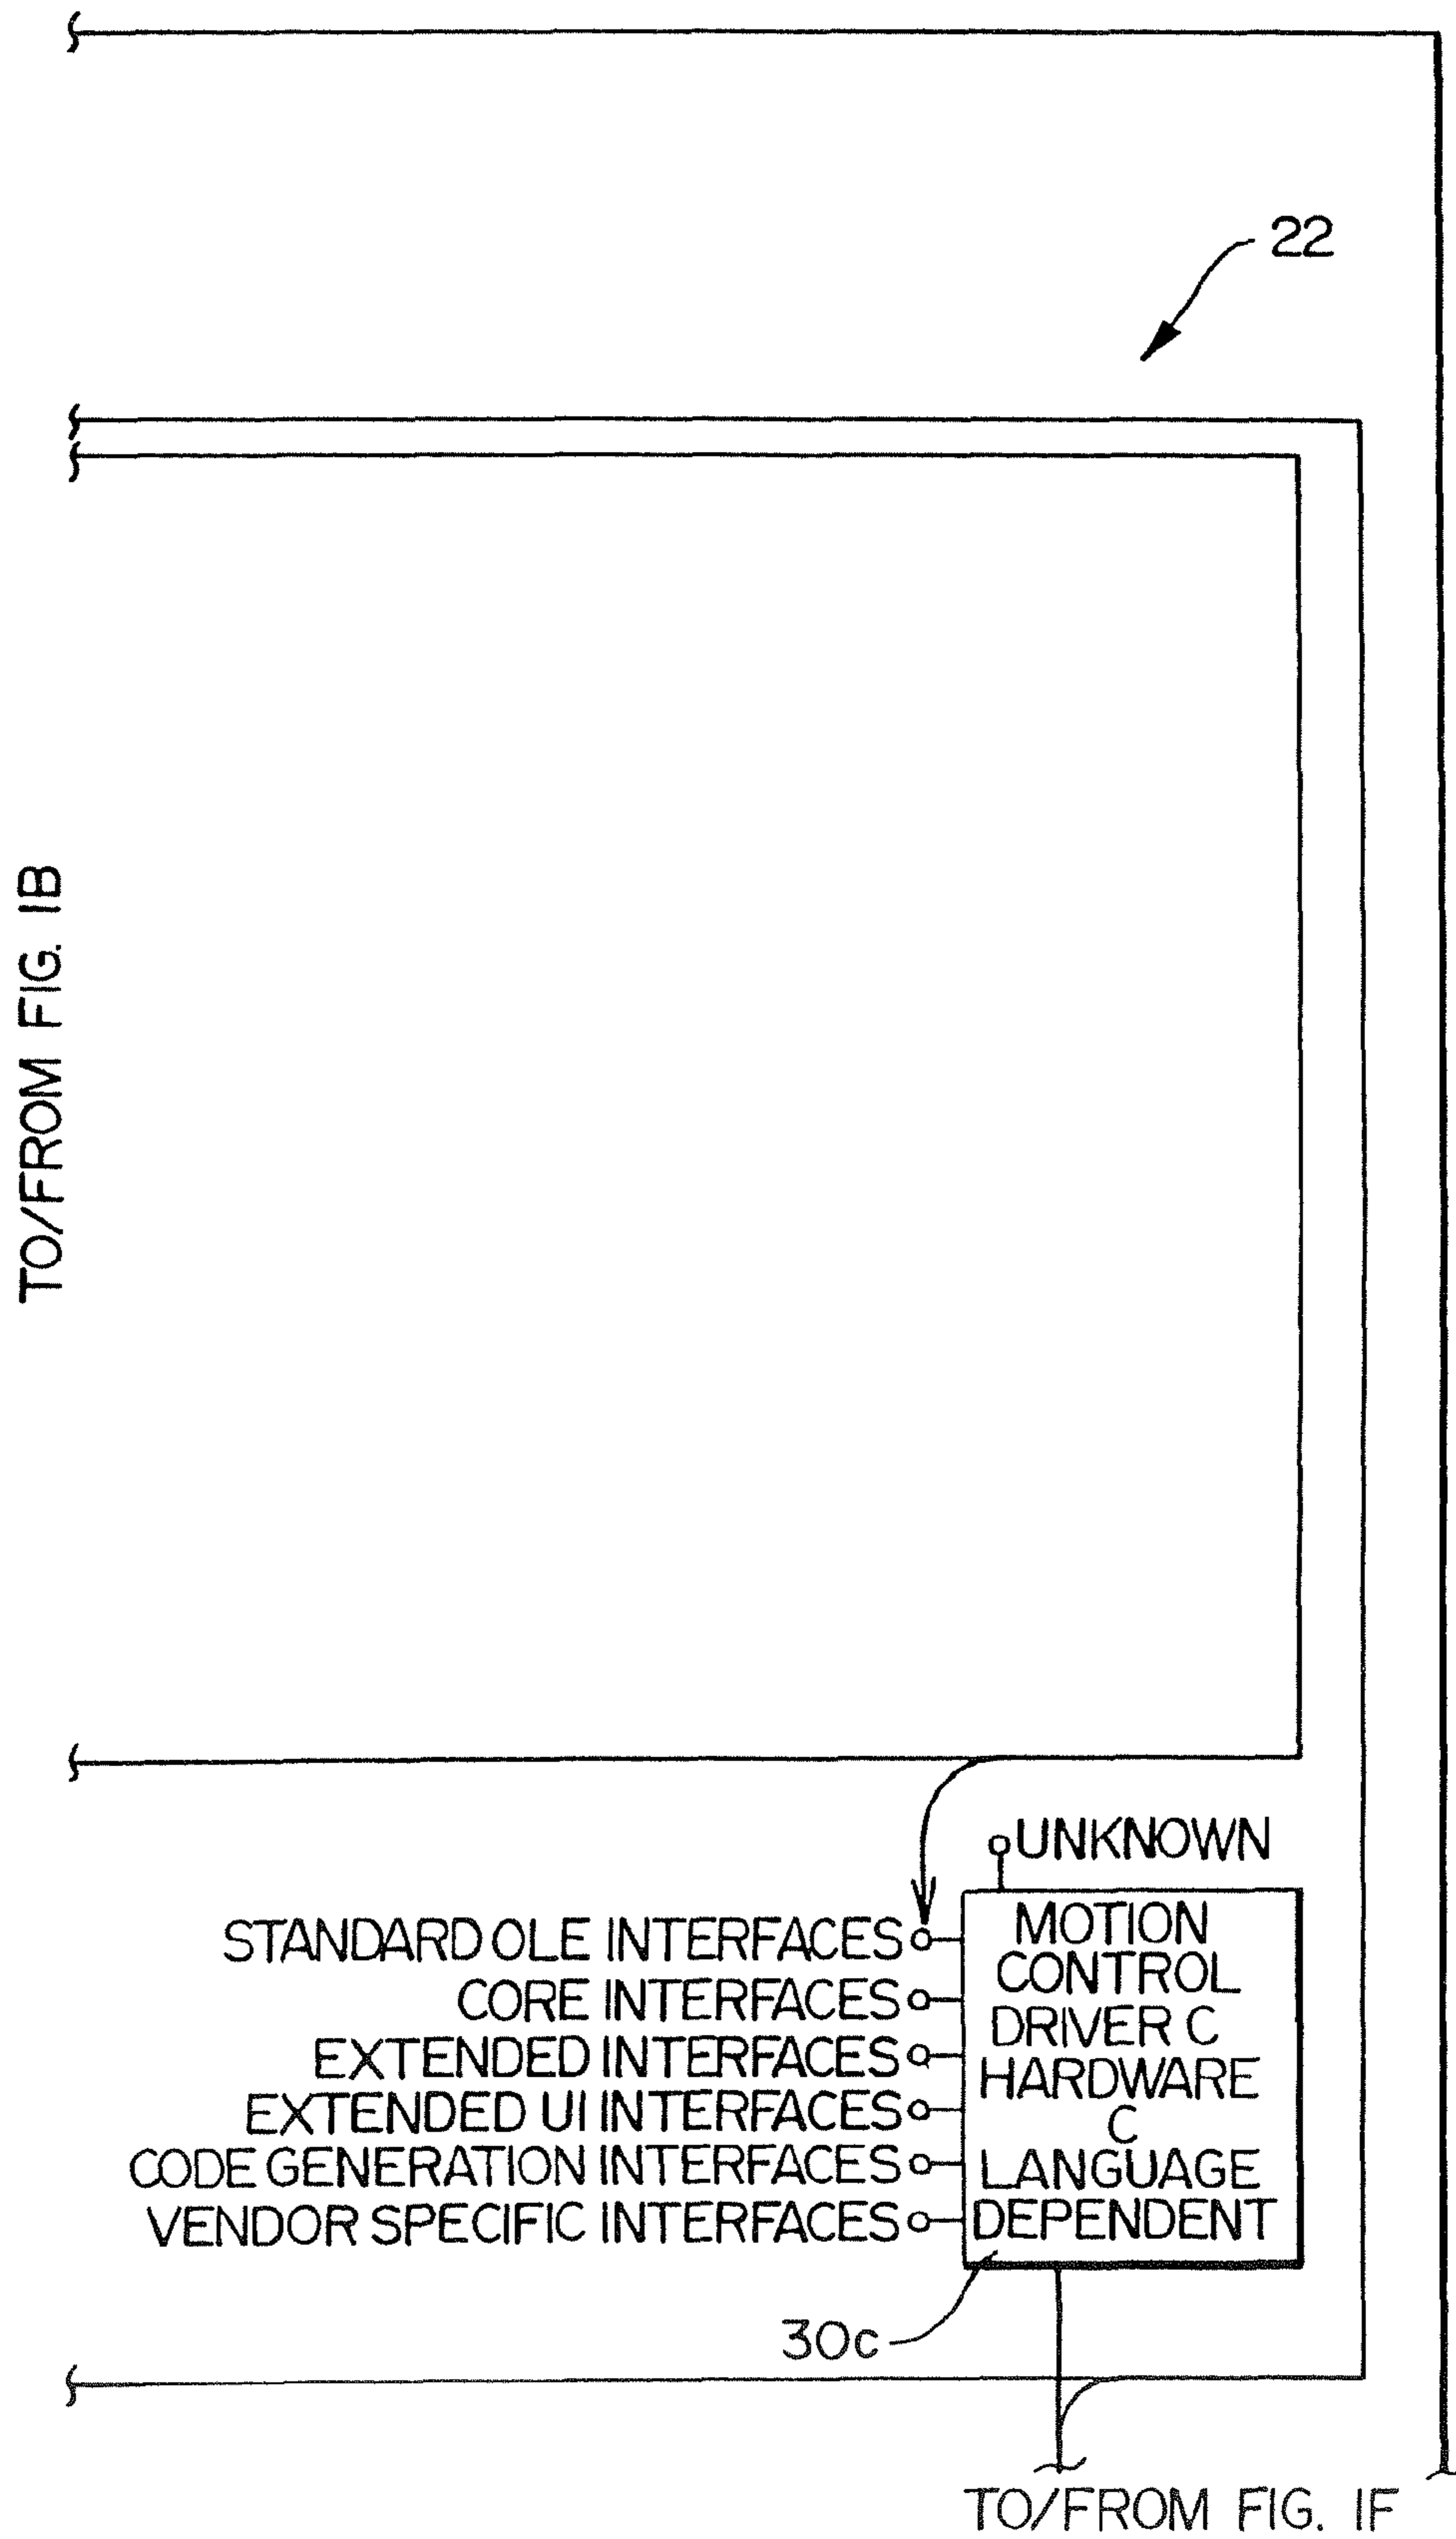 22
TO/FROM FIG. 1B
UNKNOWN
STANDARD OLE INTERFACES
CORE INTERFACES
EXTENDED INTERFACES
EXTENDED UI INTERFACES
CODE GENERATION INTERFACES
VENDOR SPECIFIC INTERFACES
MOTION
CONTROL
DRIVER C
HARDWARE
C
LANGUAGE
DEPENDENT
30c
TO/FROM FIG. 1F